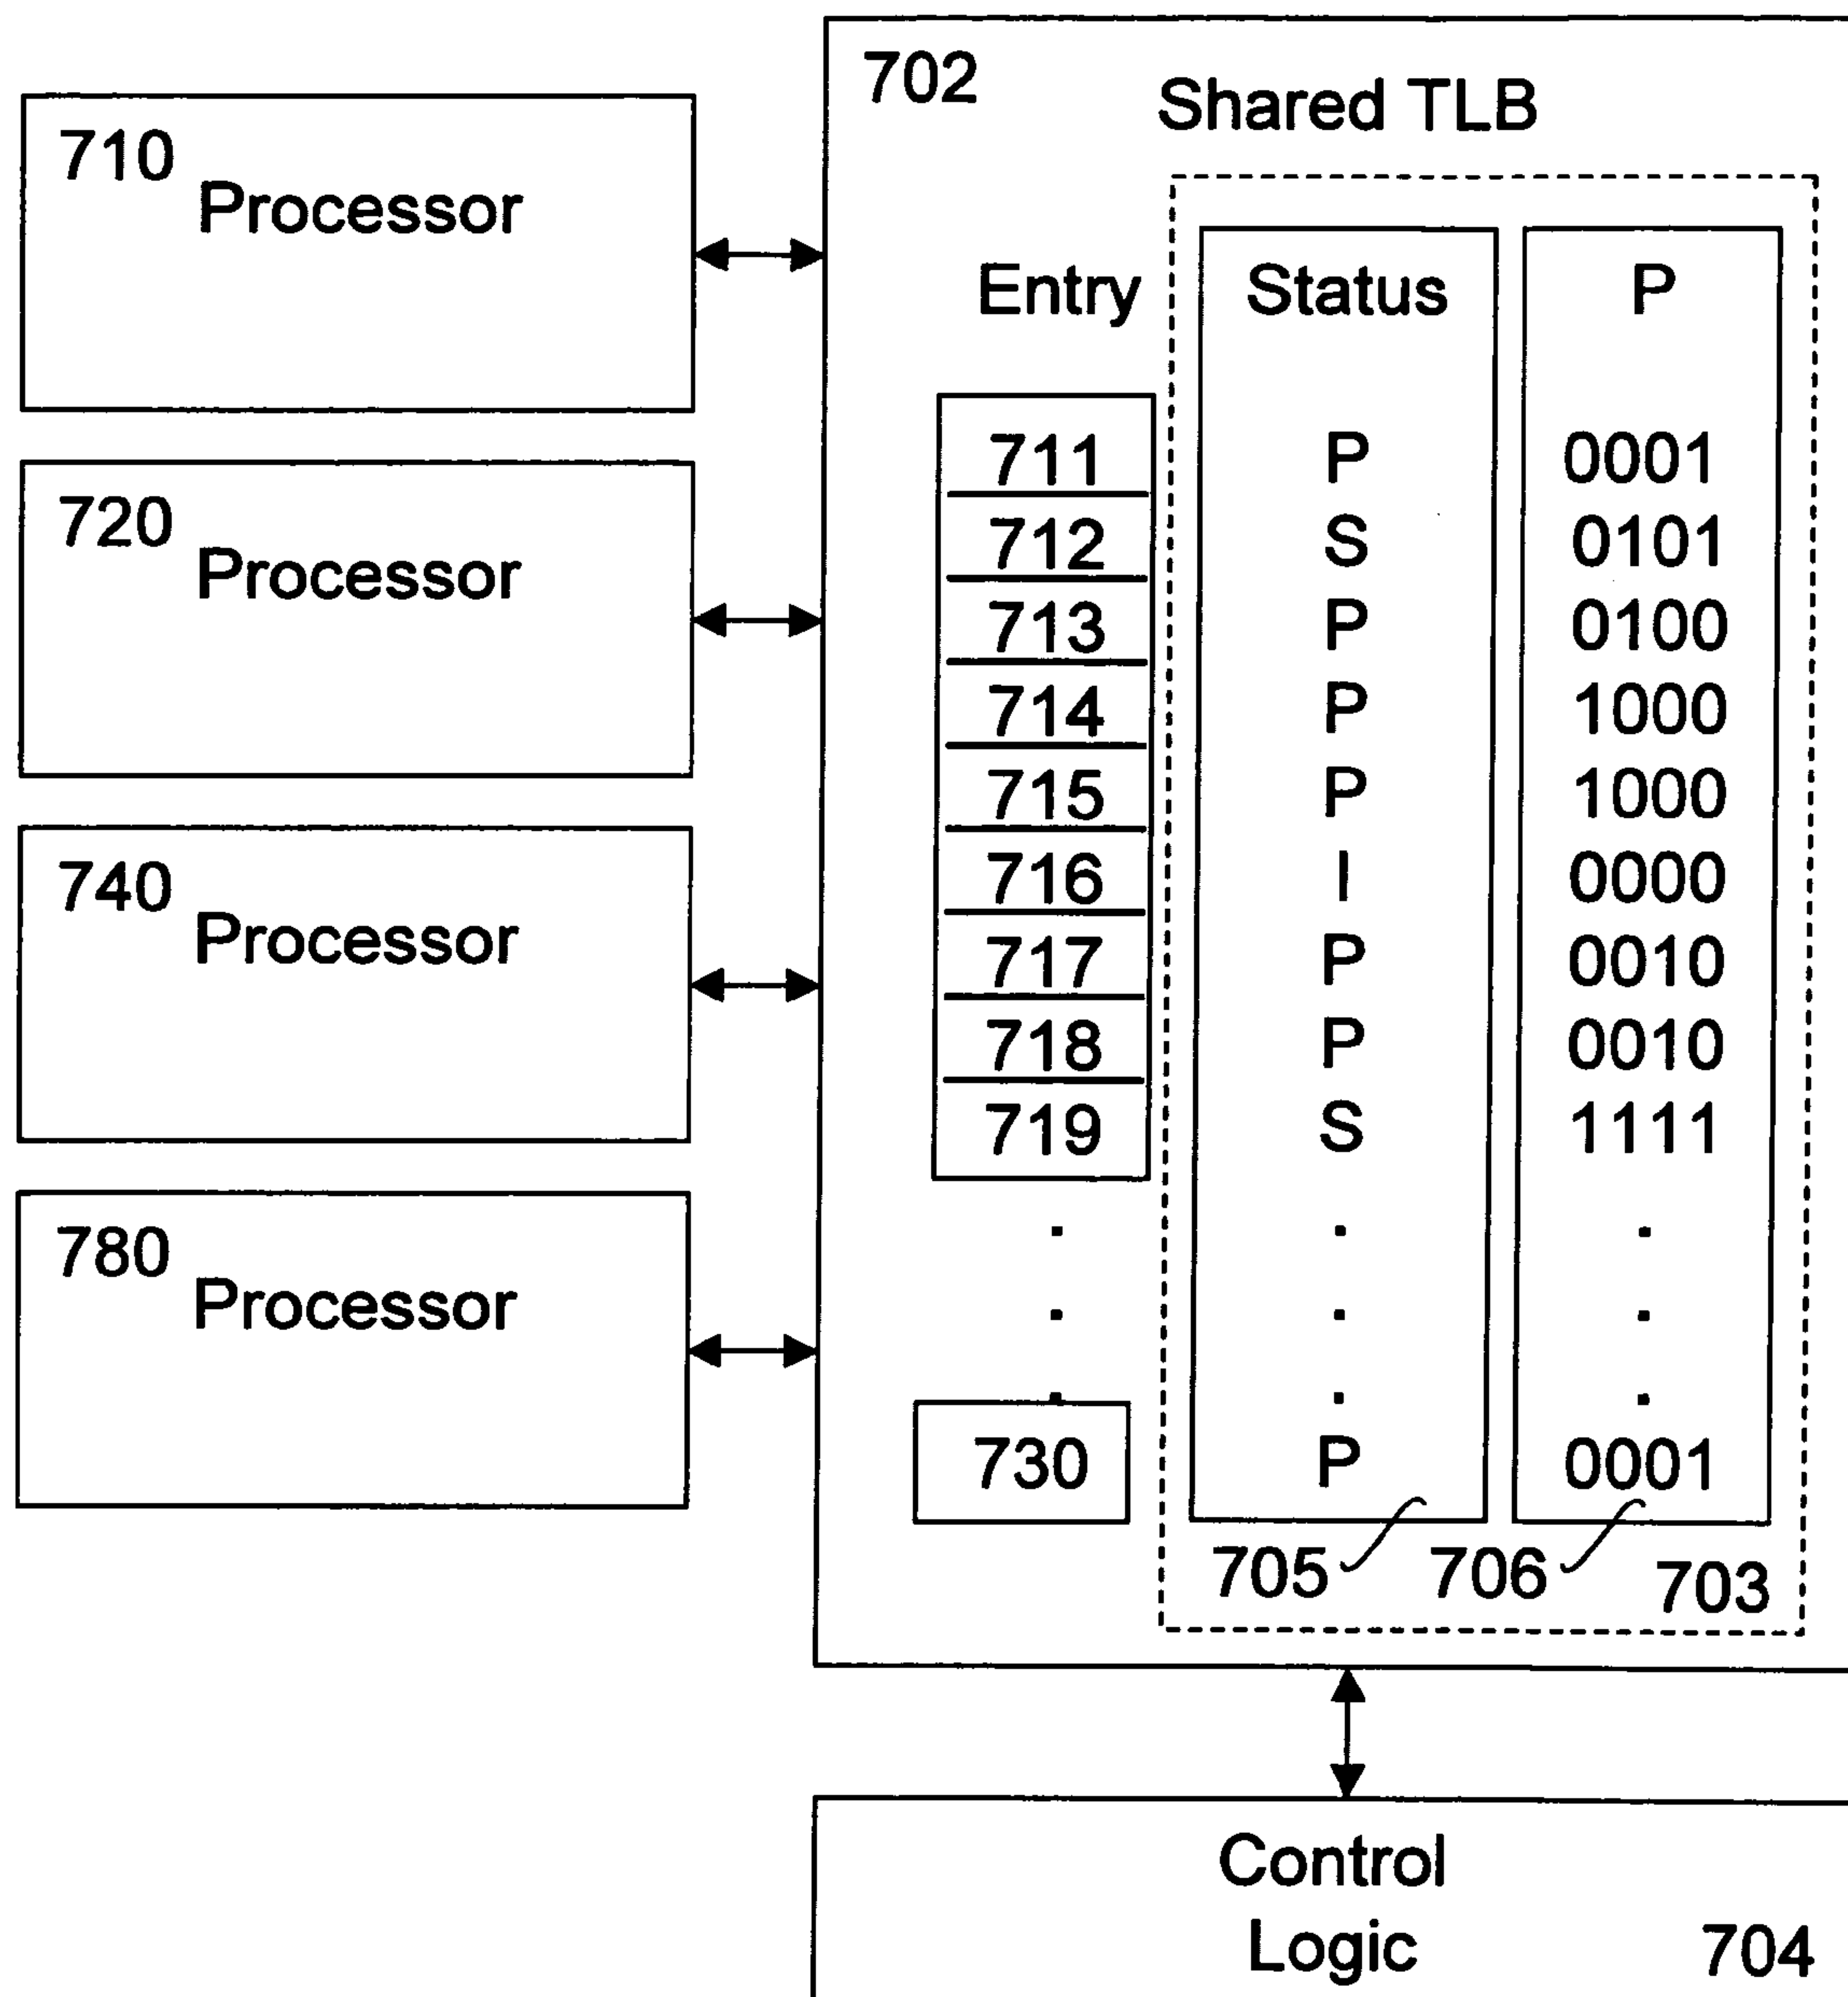 710
Processor
720
Processor
740
Processor
780
Processor
702
Shared TLB
Entry Status P
711 P 0001
712 S 0101
713 P 0100
714 P 1000
715 P 1000
716 I 0000
717 P 0010
718 P 0010
719 S 1111
. . .
. . .
. . .
730 P 0001
705 706 703
Control
Logic 704